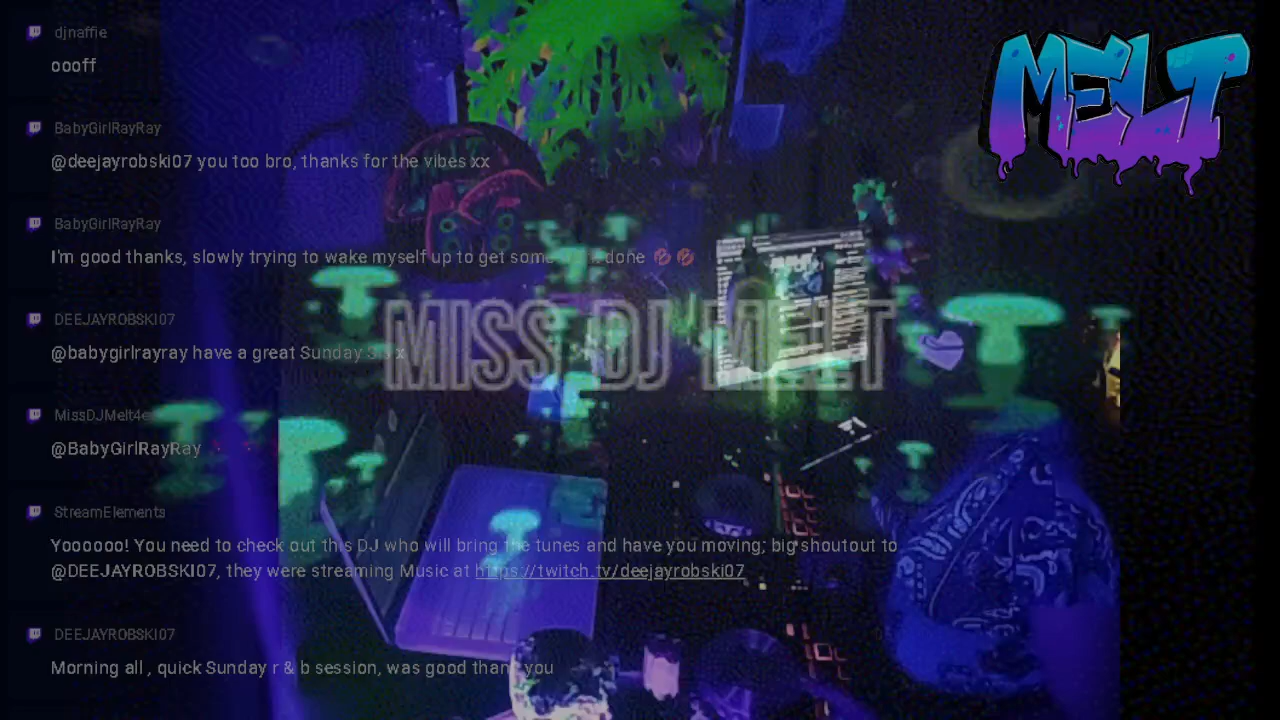 djnaffie
oooff
BabyGirlRayRay
@deejayrobski07 you too bro, thanks for the vibes xx
BabyGirlRayRay
I'm good thanks, slowly trying to wake myself up to get some done
DEEJAYROBSKI07
@babygirlrayray have a great Sunday
MissDJMelt4e
@BabyGirlRayRay
StreamElements
Yoooooo! You need to check out this DJ who will bring the tunes and have you moving; big shoutout to
@DEEJAYROBSKI07, they were streaming Music at https://twitch.tv/deejayrobski07
DEEJAYROBSKI07
Morning all , quick Sunday r & b session, was good thank you
MISS DJ MELT
MELT